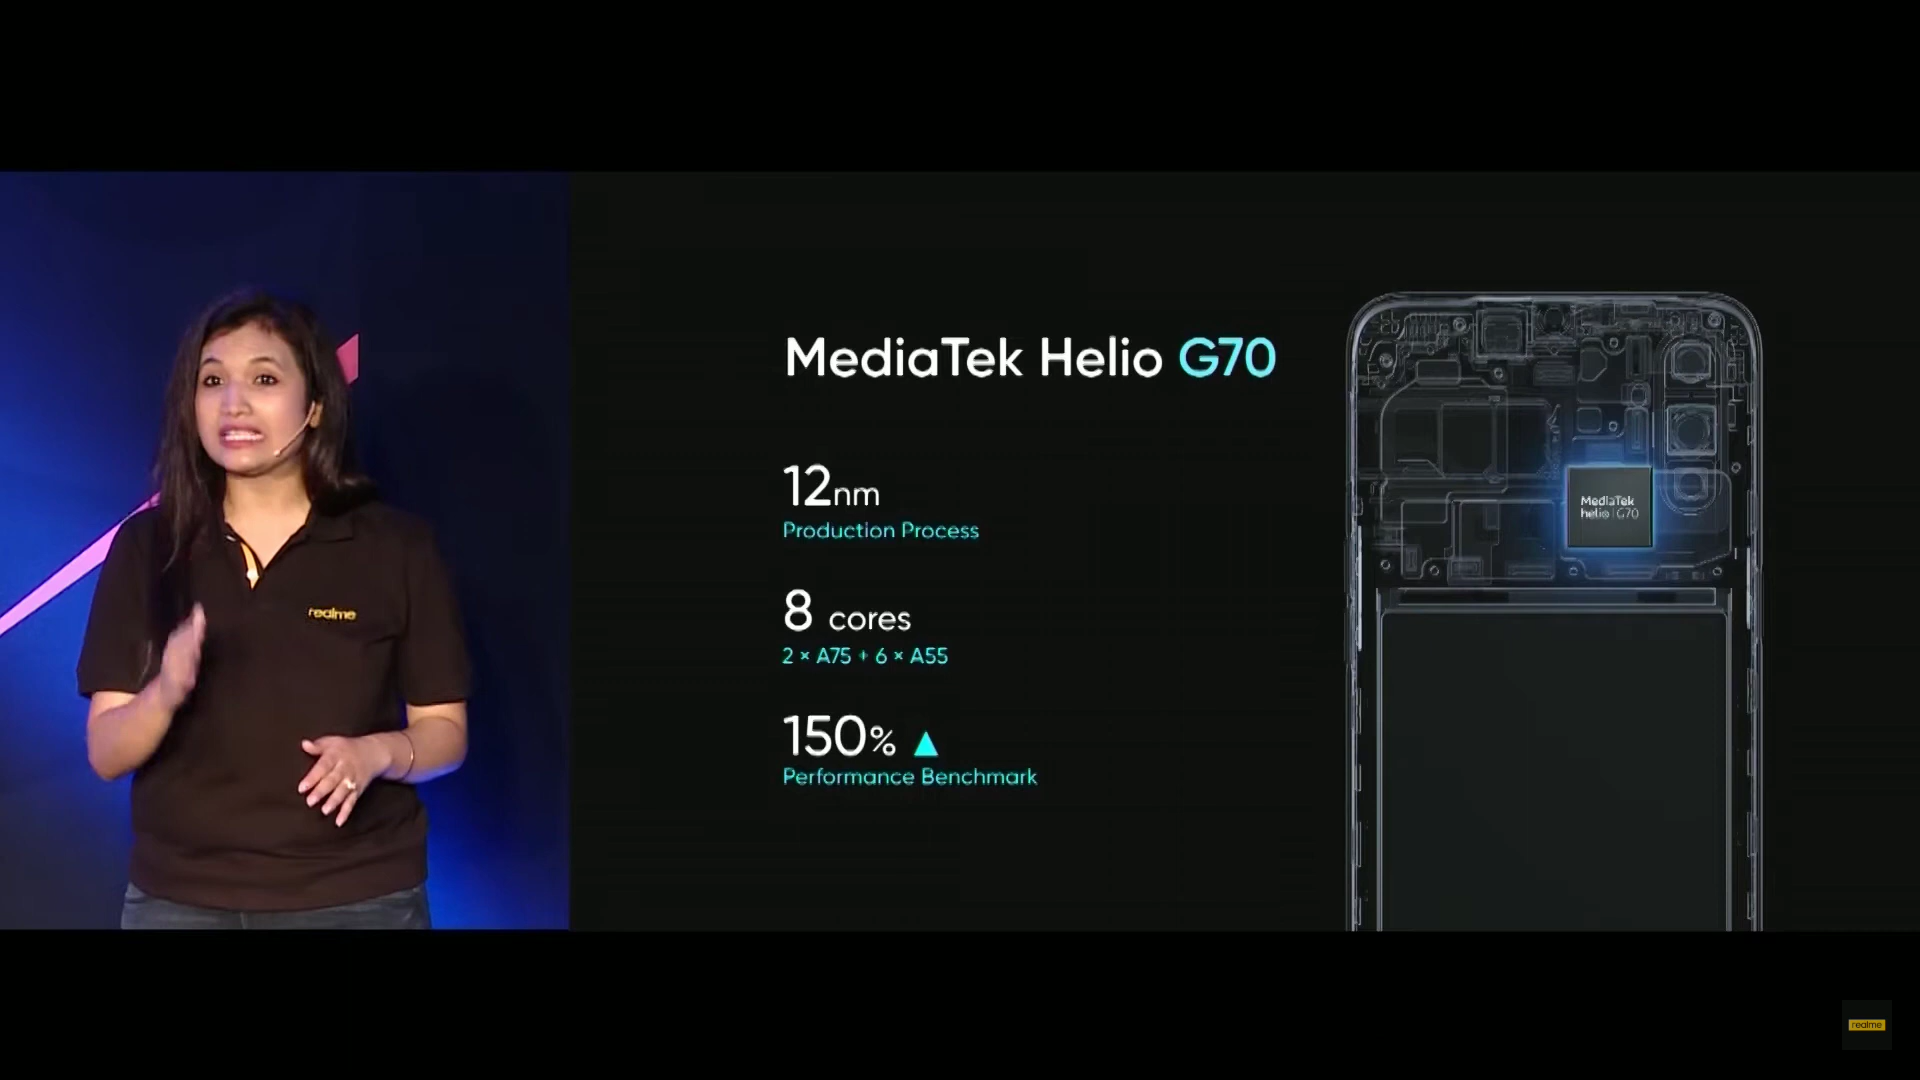 MediaTek Helio G70
12nm
Production Process
8 cores
2 × A75 + 6 × A55
150% ▲
Performance Benchmark
MediaTek
helio G70
realme
realme